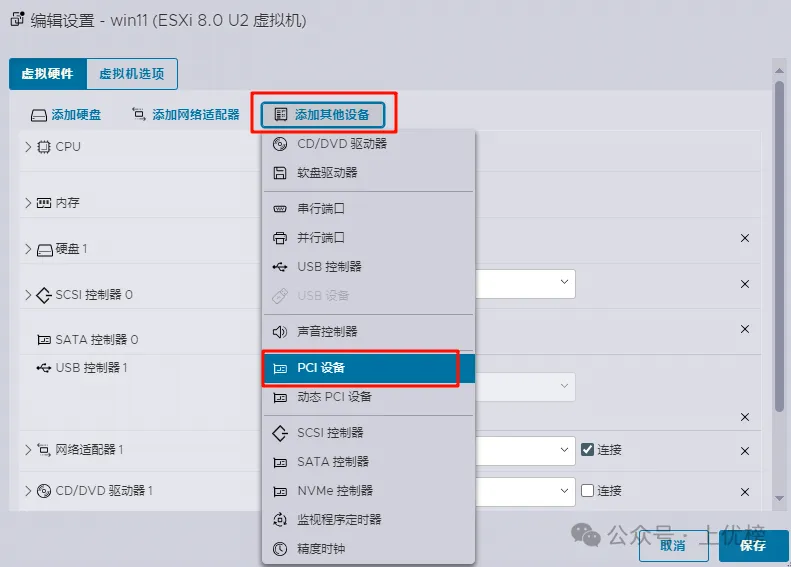 编辑设置 - win11 (ESXi 8.0 U2 虚拟机)
虚拟硬件 虚拟机选项
添加硬盘 添加网络适配器 添加其他设备
CPU
内存
硬盘 1
SCSI 控制器 0
SATA 控制器 0
USB 控制器 1
网络适配器 1 连接
CD/DVD 驱动器 1 连接
CD/DVD 驱动器
软盘驱动器
串行端口
并行端口
USB 控制器
USB 设备
声音控制器
PCI 设备
动态 PCI 设备
SCSI 控制器
SATA 控制器
NVMe 控制器
监视程序定时器
精度时钟
公众号 · 上优榜
取消 保存